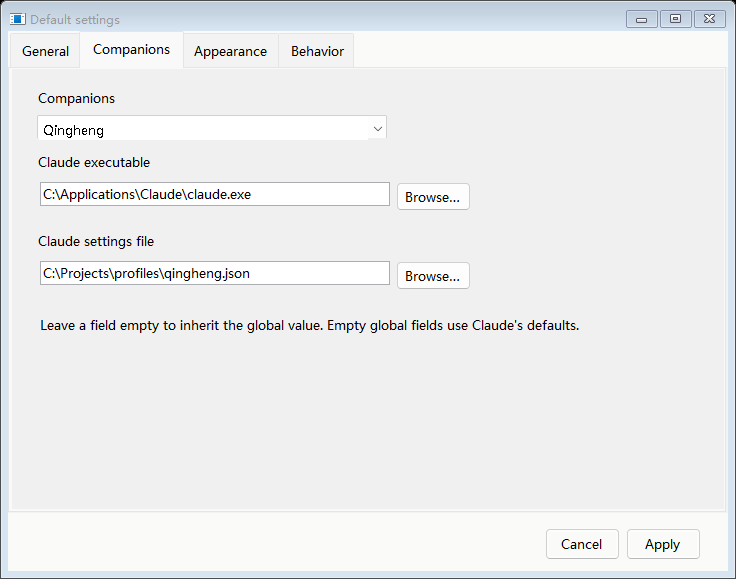 Default settings
General Companions Appearance Behavior
Companions
Qingheng
Claude executable
C:\Applications\Claude\claude.exe Browse...
Claude settings file
C:\Projects\profiles\qingheng.json Browse...
Leave a field empty to inherit the global value. Empty global fields use Claude's defaults.
Cancel Apply